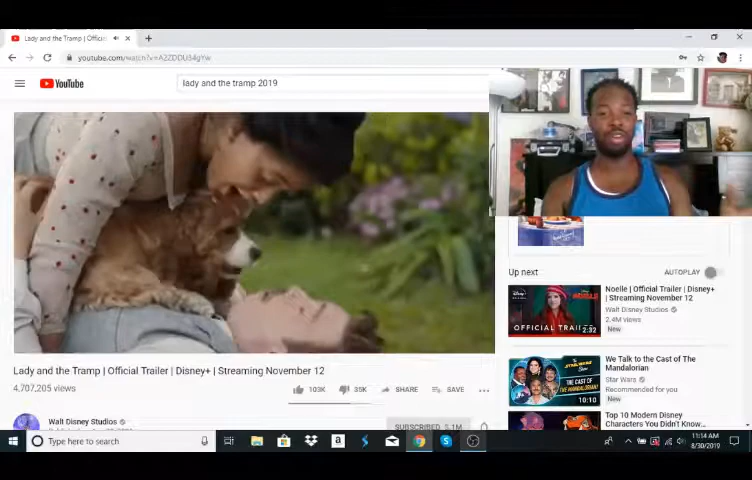 Lady and the Tramp | Offici
youtube.com/watch?v=A2ZDDU34gYw
YouTube
lady and the tramp 2019
Up next
AUTOPLAY
Noelle | Official Trailer | Disney+
| Streaming November 12
Walt Disney Studios
2.4M views
New
OFFICIAL TRAI
2:32
We Talk to the Cast of The
Mandalorian
Star Wars
Recommended for you
New
10:10
Lady and the Tramp | Official Trailer | Disney+ | Streaming November 12
4,707,205 views
103K
35K
SHARE
SAVE
Top 10 Modern Disney
Characters You Didn't Know...
Walt Disney Studios
SUBSCRIBED 3.1M
Type here to search
11:14 AM
8/30/2019